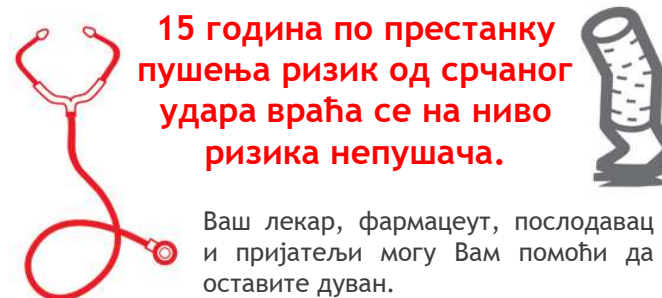 15 година по престанку
пушења ризик од срчаног
удара враћа се на ниво
ризика непушача.
Ваш лекар, фармацеут, послодавац
и пријатељи могу Вам помоћи да
оставите дуван.